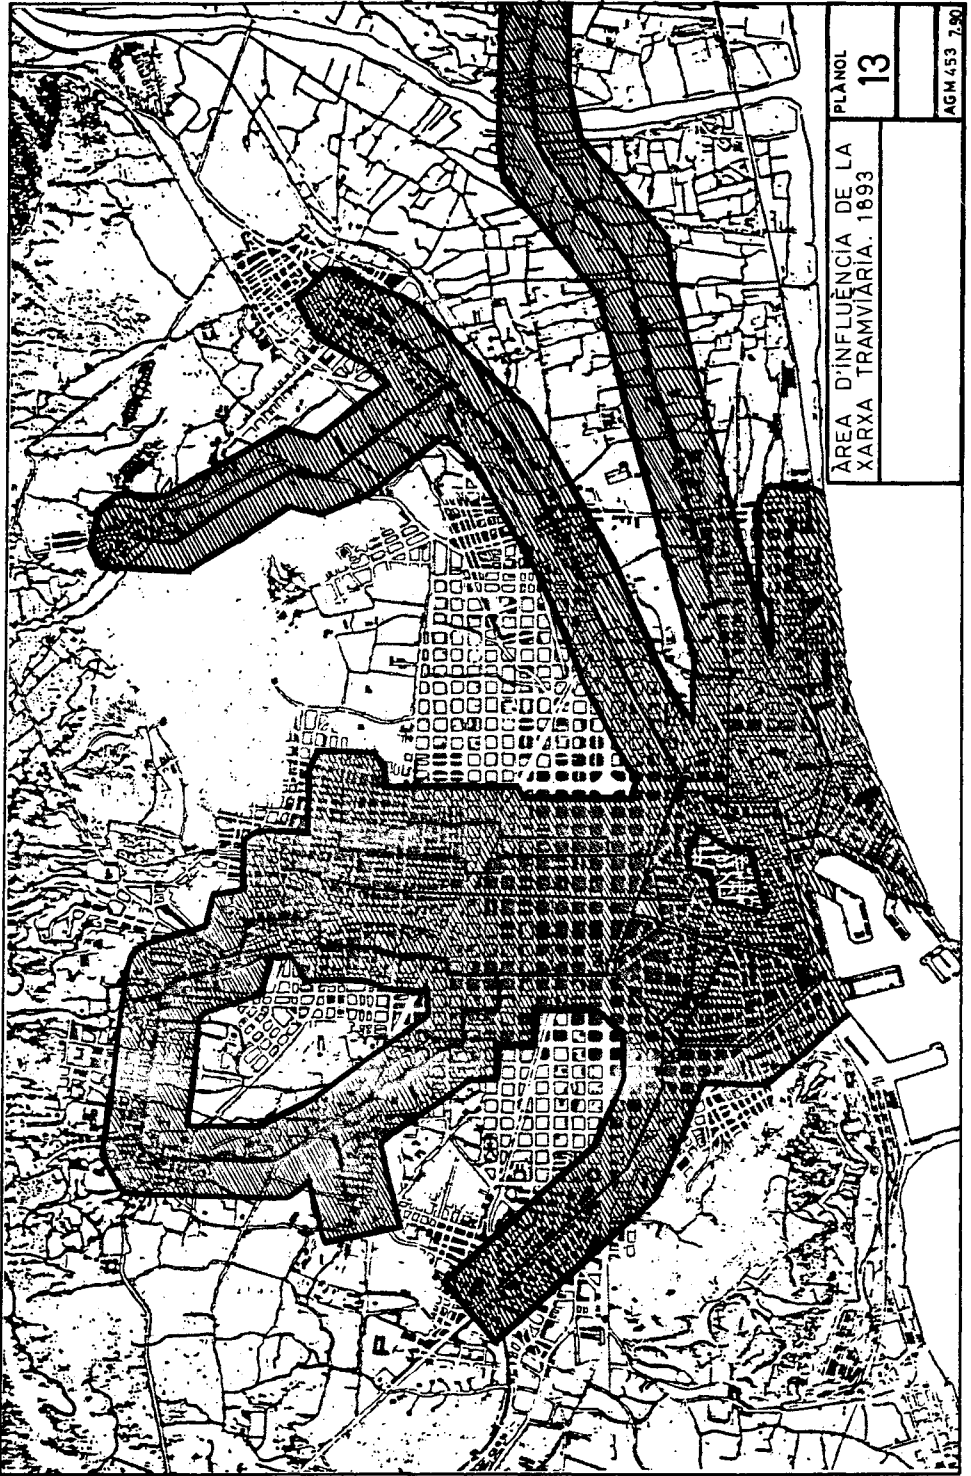 ÀREA D'INFLUÈNCIA DE LA
XARXA TRAMVIÀRIA. 1893
PLÀNOL
13
AGM 453 7.90